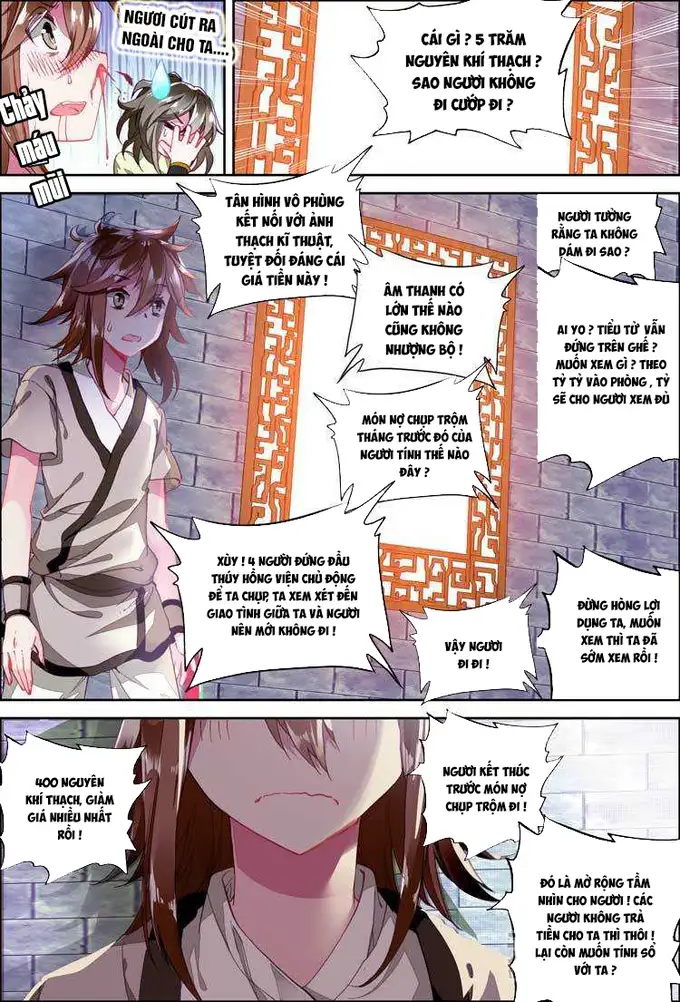 NGƯƠI CÚT RA
NGOÀI CHO TA....
Chảy
máu
mũi
CÁI GÌ ? 5 TRĂM
NGUYÊN KHÍ THẠCH ?
SAO NGƯƠI KHÔNG
ĐI CƯỚP ĐI ?
TÂN HÌNH VÔ PHÙNG
KẾT NỐI VỚI ẢNH
THẠCH KĨ THUẬT,
TUYỆT ĐỐI ĐÁNG CÁI
GIÁ TIỀN NÀY !
NGƯƠI TƯỞNG
RẰNG TA KHÔNG
DÁM ĐI SAO ?
ÂM THANH CÓ
LỚN THẾ NÀO
CŨNG KHÔNG
NHƯỢNG BỘ !
AI YO ? TIỂU TỬ VẪN
ĐỨNG TRÊN GHẾ ?
MUỐN XEM GÌ ? THEO
TỶ TỶ VÀO PHÒNG , TỶ
SẼ CHO NGƯƠI XEM ĐỦ
MÓN NỢ CHỤP TRỘM
THÁNG TRƯỚC ĐÓ CỦA
NGƯƠI TÍNH THẾ NÀO
ĐÂY ?
XÙY ! 4 NGƯỜI ĐỨNG ĐẦU
THÚY HỒNG VIỆN CHỦ ĐỘNG
ĐỂ TA CHỤP, TA XEM XÉT ĐẾN
GIAO TÌNH GIỮA TA VÀ NGƯƠI
NÊN MỚI KHÔNG ĐI !
VẬY NGƯƠI
ĐI ĐI !
ĐỪNG HÒNG LỢI
DỤNG TA, MUỐN
XEM THÌ TA ĐÃ
SỚM XEM RỒI !
400 NGUYÊN
KHÍ THẠCH, GIẢM
GIÁ NHIỀU NHẤT
RỒI !
NGƯƠI KẾT THÚC
TRƯỚC MÓN NỢ
CHỤP TRỘM ĐI !
ĐÓ LÀ MỞ RỘNG TẦM
NHÌN CHO NGƯƠI ! CÁC
NGƯƠI KHÔNG TRẢ
TIỀN CHO TA THÌ THÔI !
LẠI CÒN MUỐN TÍNH SỔ
VỚI TA ?